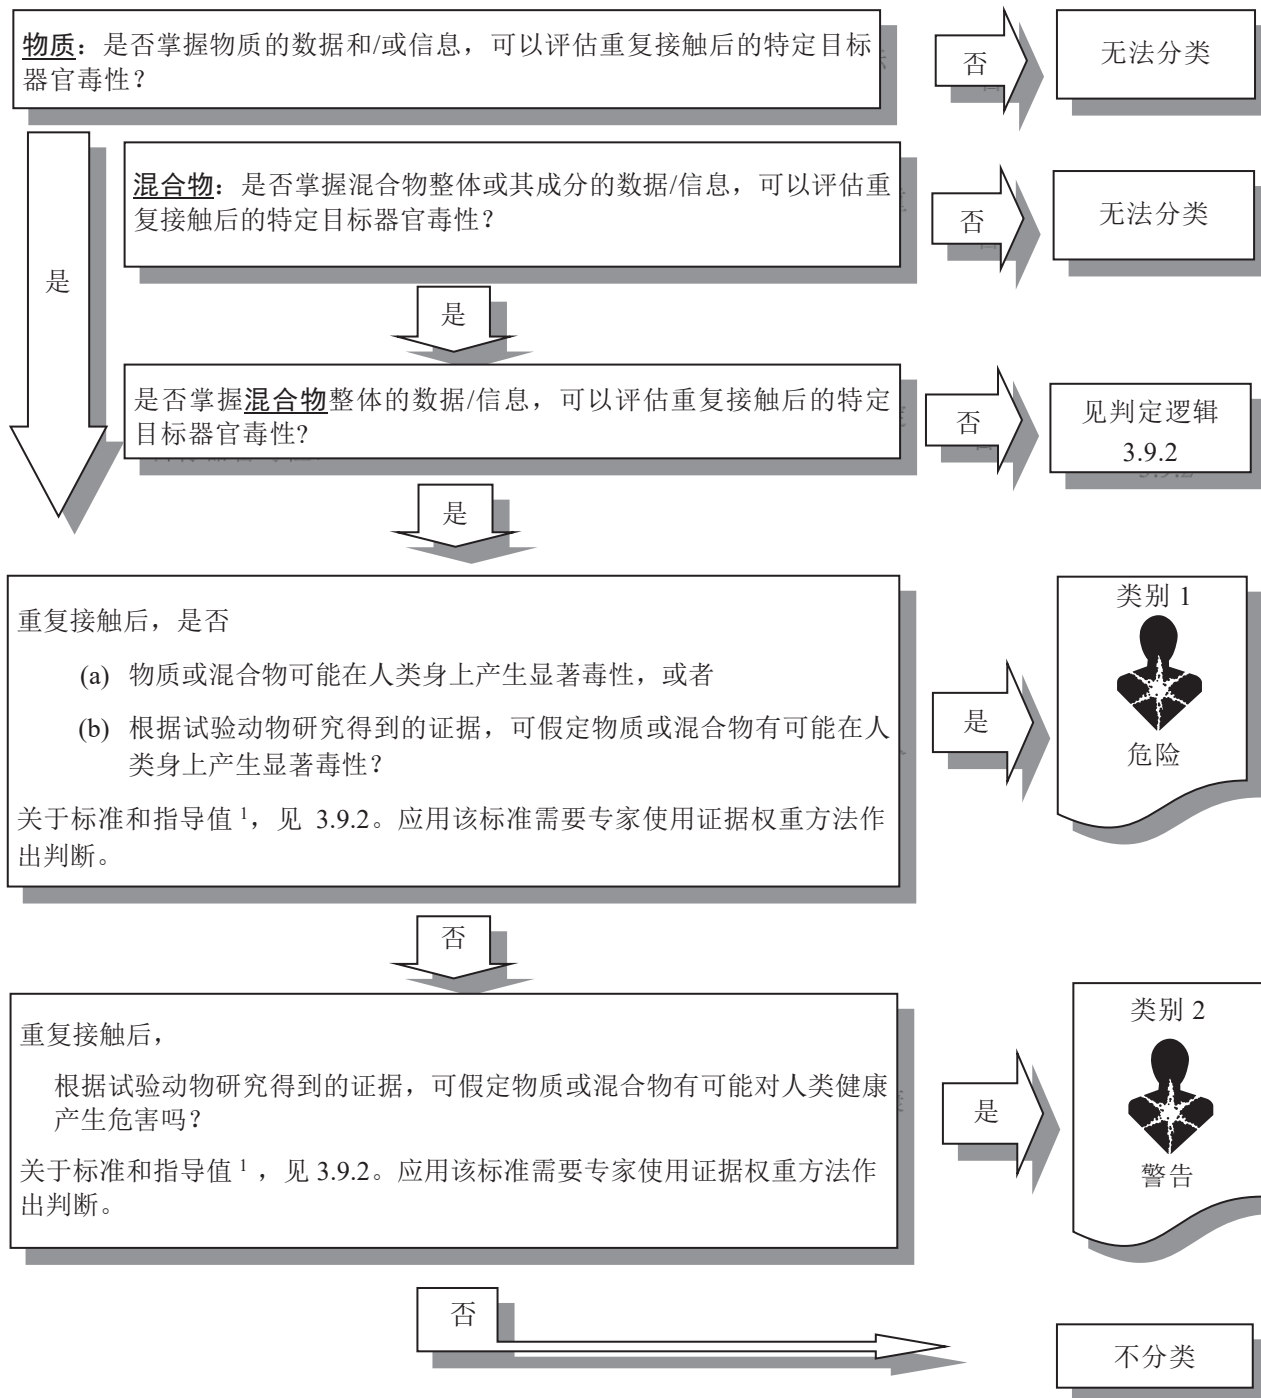 物质：是否掌握物质的数据和/或信息，可以评估重复接触后的特定目标
器官毒性？
否
无法分类
混合物：是否掌握混合物整体或其成分的数据/信息，可以评估重
复接触后的特定目标器官毒性？
否
无法分类
是
是
是否掌握混合物整体的数据/信息，可以评估重复接触后的特定
目标器官毒性?
否
见判定逻辑
3.9.2
是
重复接触后，是否
(a) 物质或混合物可能在人类身上产生显著毒性，或者
(b) 根据试验动物研究得到的证据，可假定物质或混合物有可能在人
类身上产生显著毒性？
关于标准和指导值 1，见 3.9.2。应用该标准需要专家使用证据权重方法作
出判断。
是
类别 1
危险
否
重复接触后，
根据试验动物研究得到的证据，可假定物质或混合物有可能对人类健康
产生危害吗？
关于标准和指导值 1 ，见 3.9.2。应用该标准需要专家使用证据权重方法作
出判断。
是
类别 2
警告
否
不分类